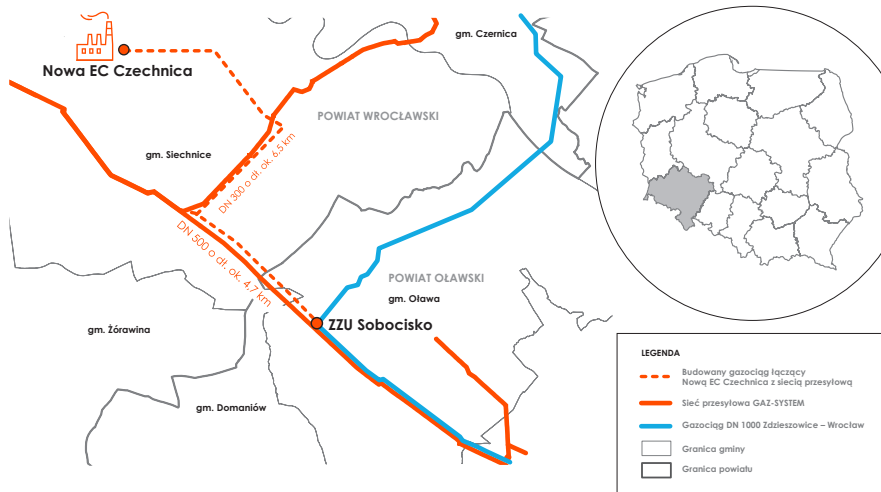 gm. Czernica
Nowa EC Czechnica
POWIAT WROCŁAWSKI
gm. Siechnice
DN 300 o dł. ok. 6.5 km
DN 500 o dł. ok. 4,7 km
POWIAT OŁAWSKI
gm. Oława
ZZU Sobocisko
gm. Żórawina
gm. Domaniów
LEGENDA
Budowany gazociąg łączący
Nową EC Czechnica z siecią przesyłową
Sieć przesyłowa GAZ-SYSTEM
Gazociąg DN 1000 Zdzieszowice – Wrocław
Granica gminy
Granica powiatu